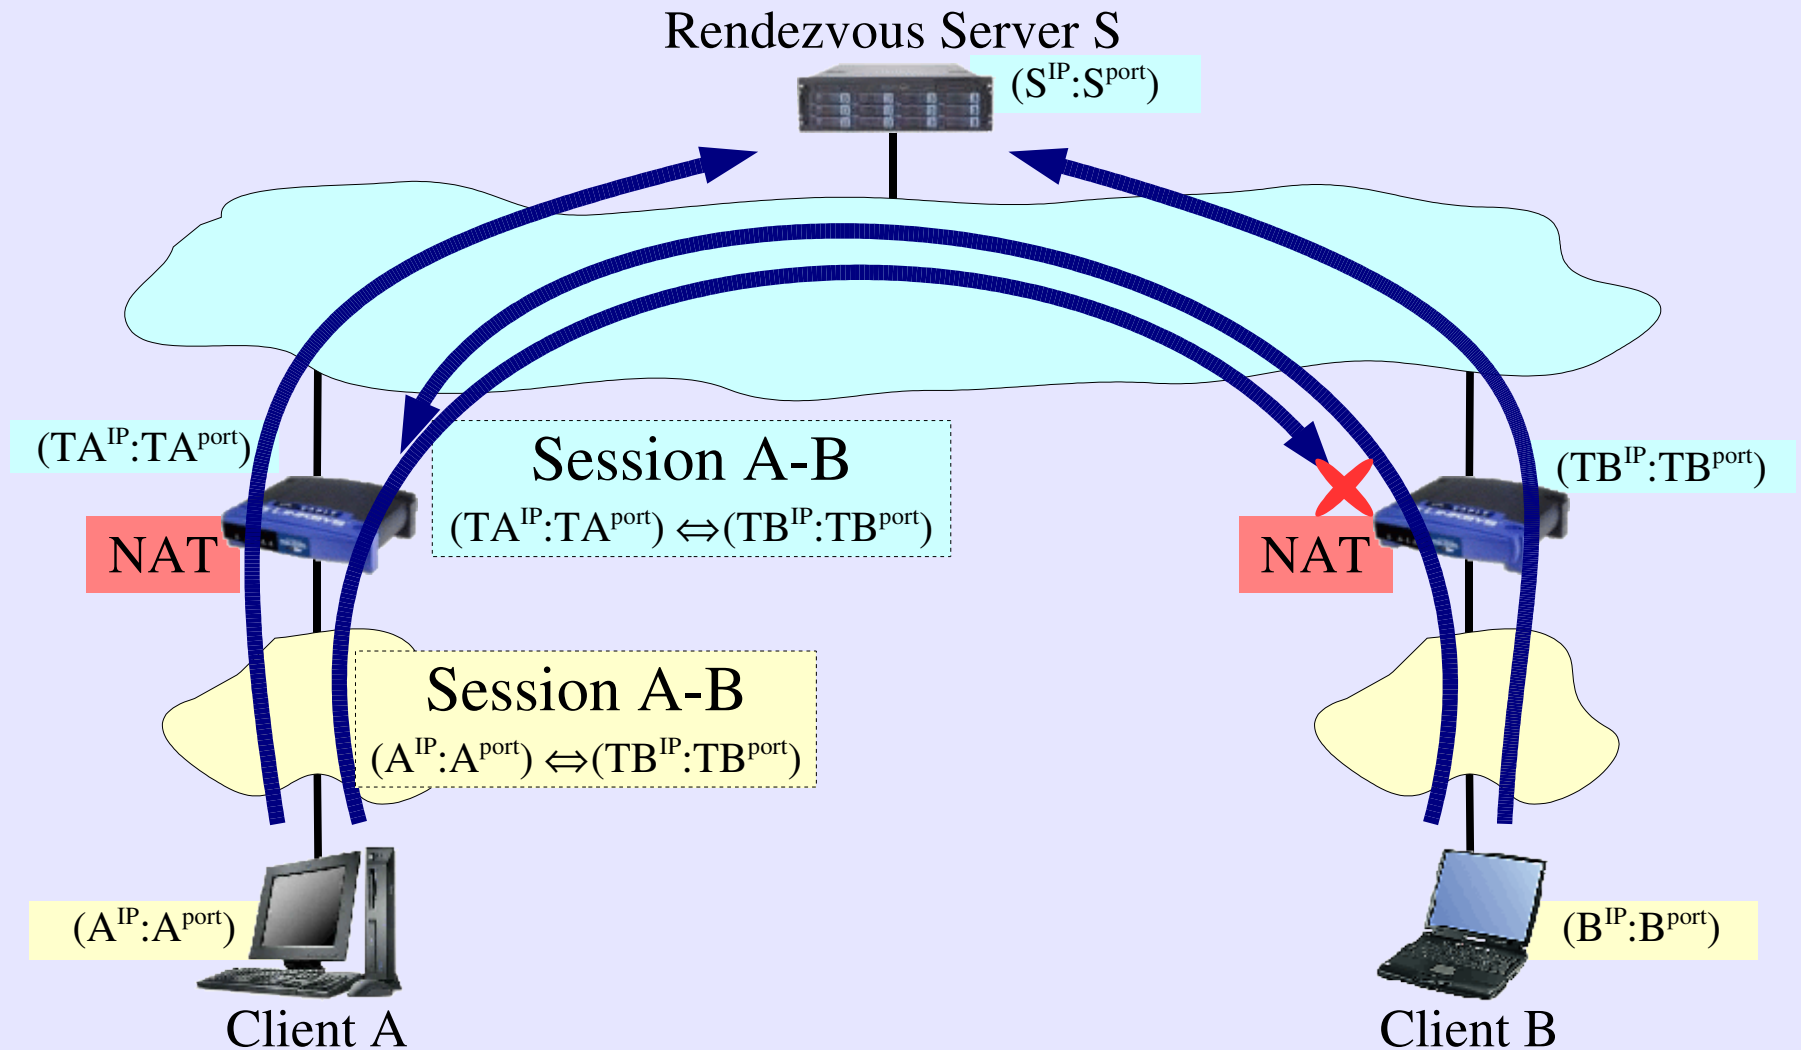 Rendezvous Server S
(S^IP:S^port)
(TA^IP:TA^port)
NAT
Session A-B
(TA^IP:TA^port) ⇔(TB^IP:TB^port)
(TB^IP:TB^port)
NAT
Session A-B
(A^IP:A^port) ⇔(TB^IP:TB^port)
(A^IP:A^port)
(B^IP:B^port)
Client A
Client B